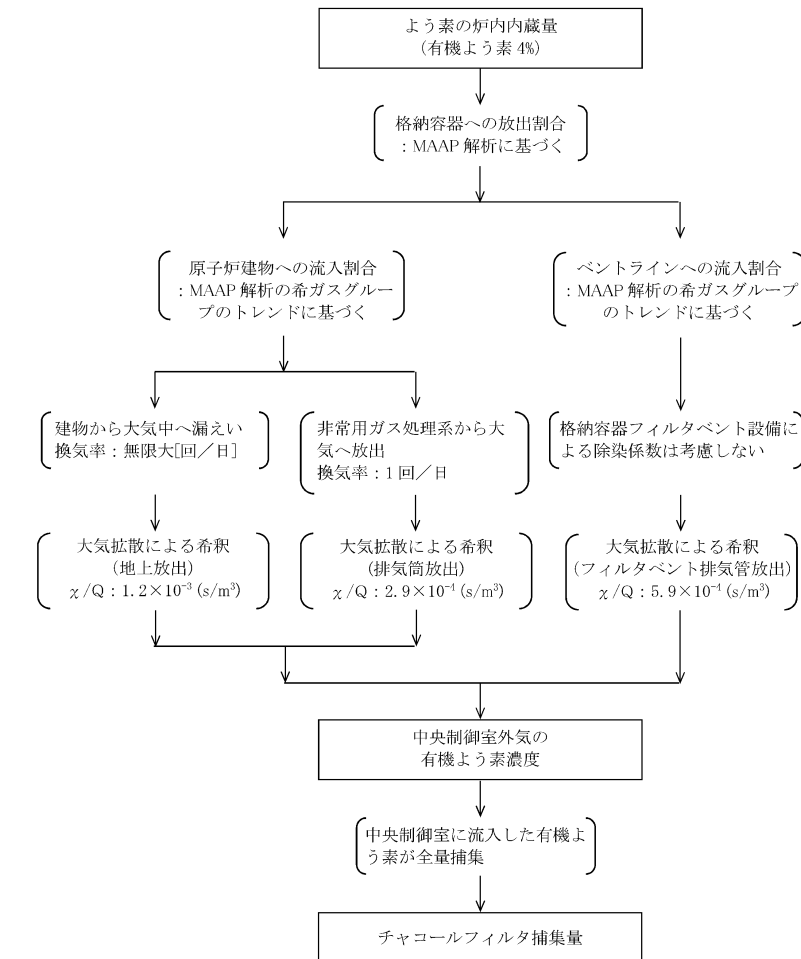 よう素の炉内内蔵量
(有機よう素 4%)
格納容器への放出割合
：MAAP 解析に基づく
原子炉建物への流入割合
：MAAP 解析の希ガスグルー
プのトレンドに基づく
ベントラインへの流入割合
：MAAP 解析の希ガスグループ
のトレンドに基づく
建物から大気中へ漏えい
換気率：無限大[回／日]
非常用ガス処理系から大
気へ放出
換気率：1 回／日
格納容器フィルタベント設備に
よる除染係数は考慮しない
大気拡散による希釈
(地上放出)
χ/Q：1.2×10⁻³ (s/m³)
大気拡散による希釈
(排気筒放出)
χ/Q：2.9×10⁻⁴ (s/m³)
大気拡散による希釈
(フィルタベント排気管放出)
χ/Q：5.9×10⁻⁴ (s/m³)
中央制御室外気の
有機よう素濃度
中央制御室に流入した有機よ
う素が全量捕集
チャコールフィルタ捕集量